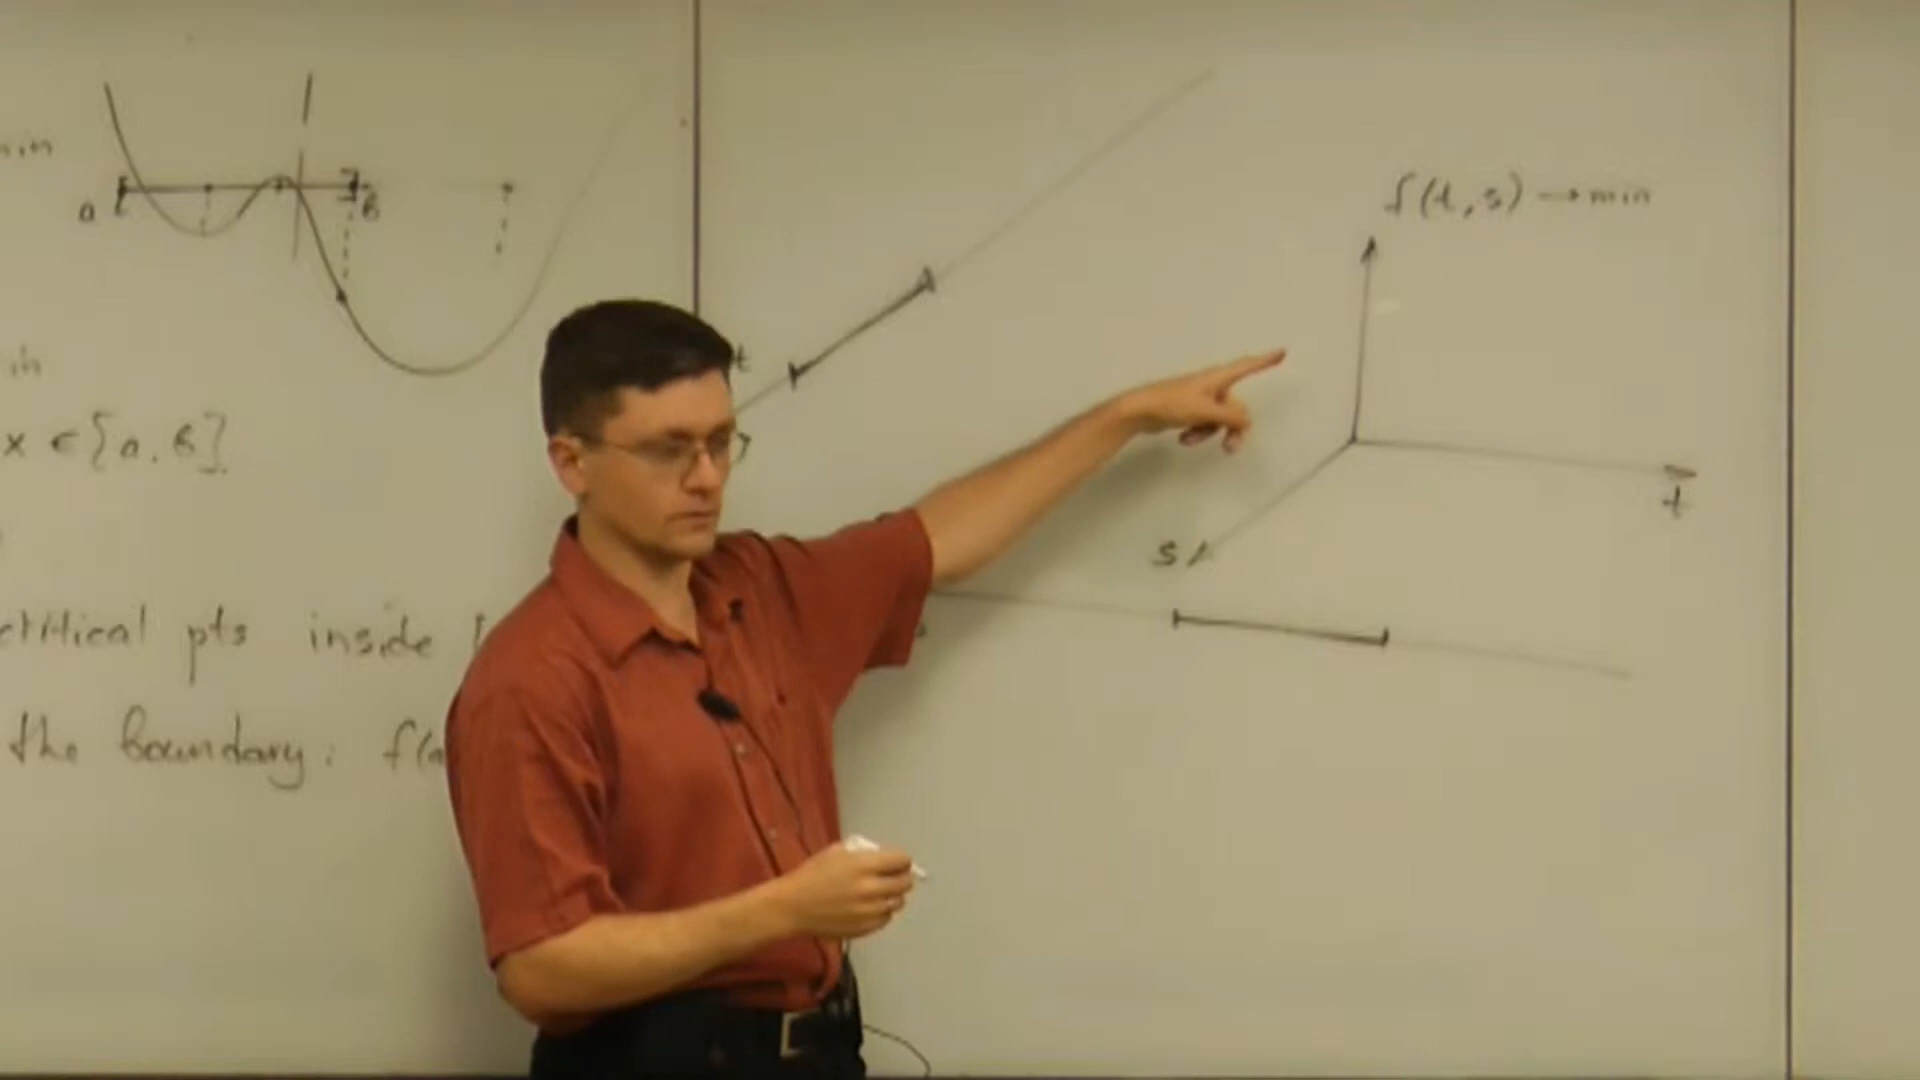 min
a
b
in
x ∈ [a, b]
critical pts inside [
the boundary: f(a
t
f(t, s) → min
t
s